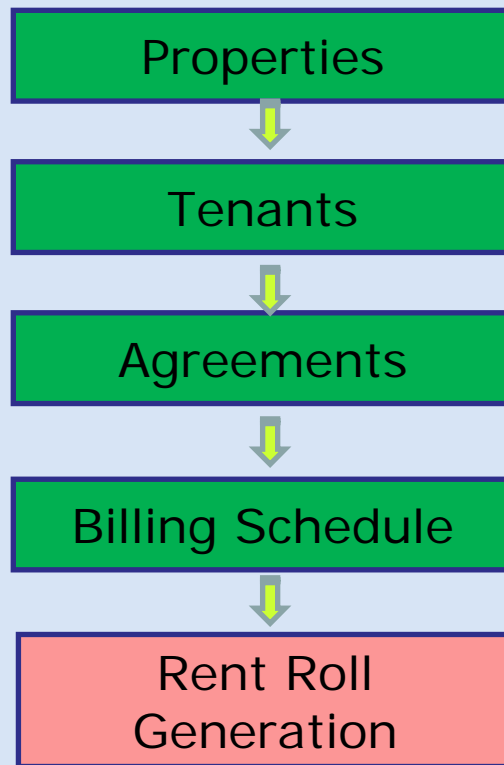 Properties
Tenants
Agreements
Billing Schedule
Rent Roll
Generation